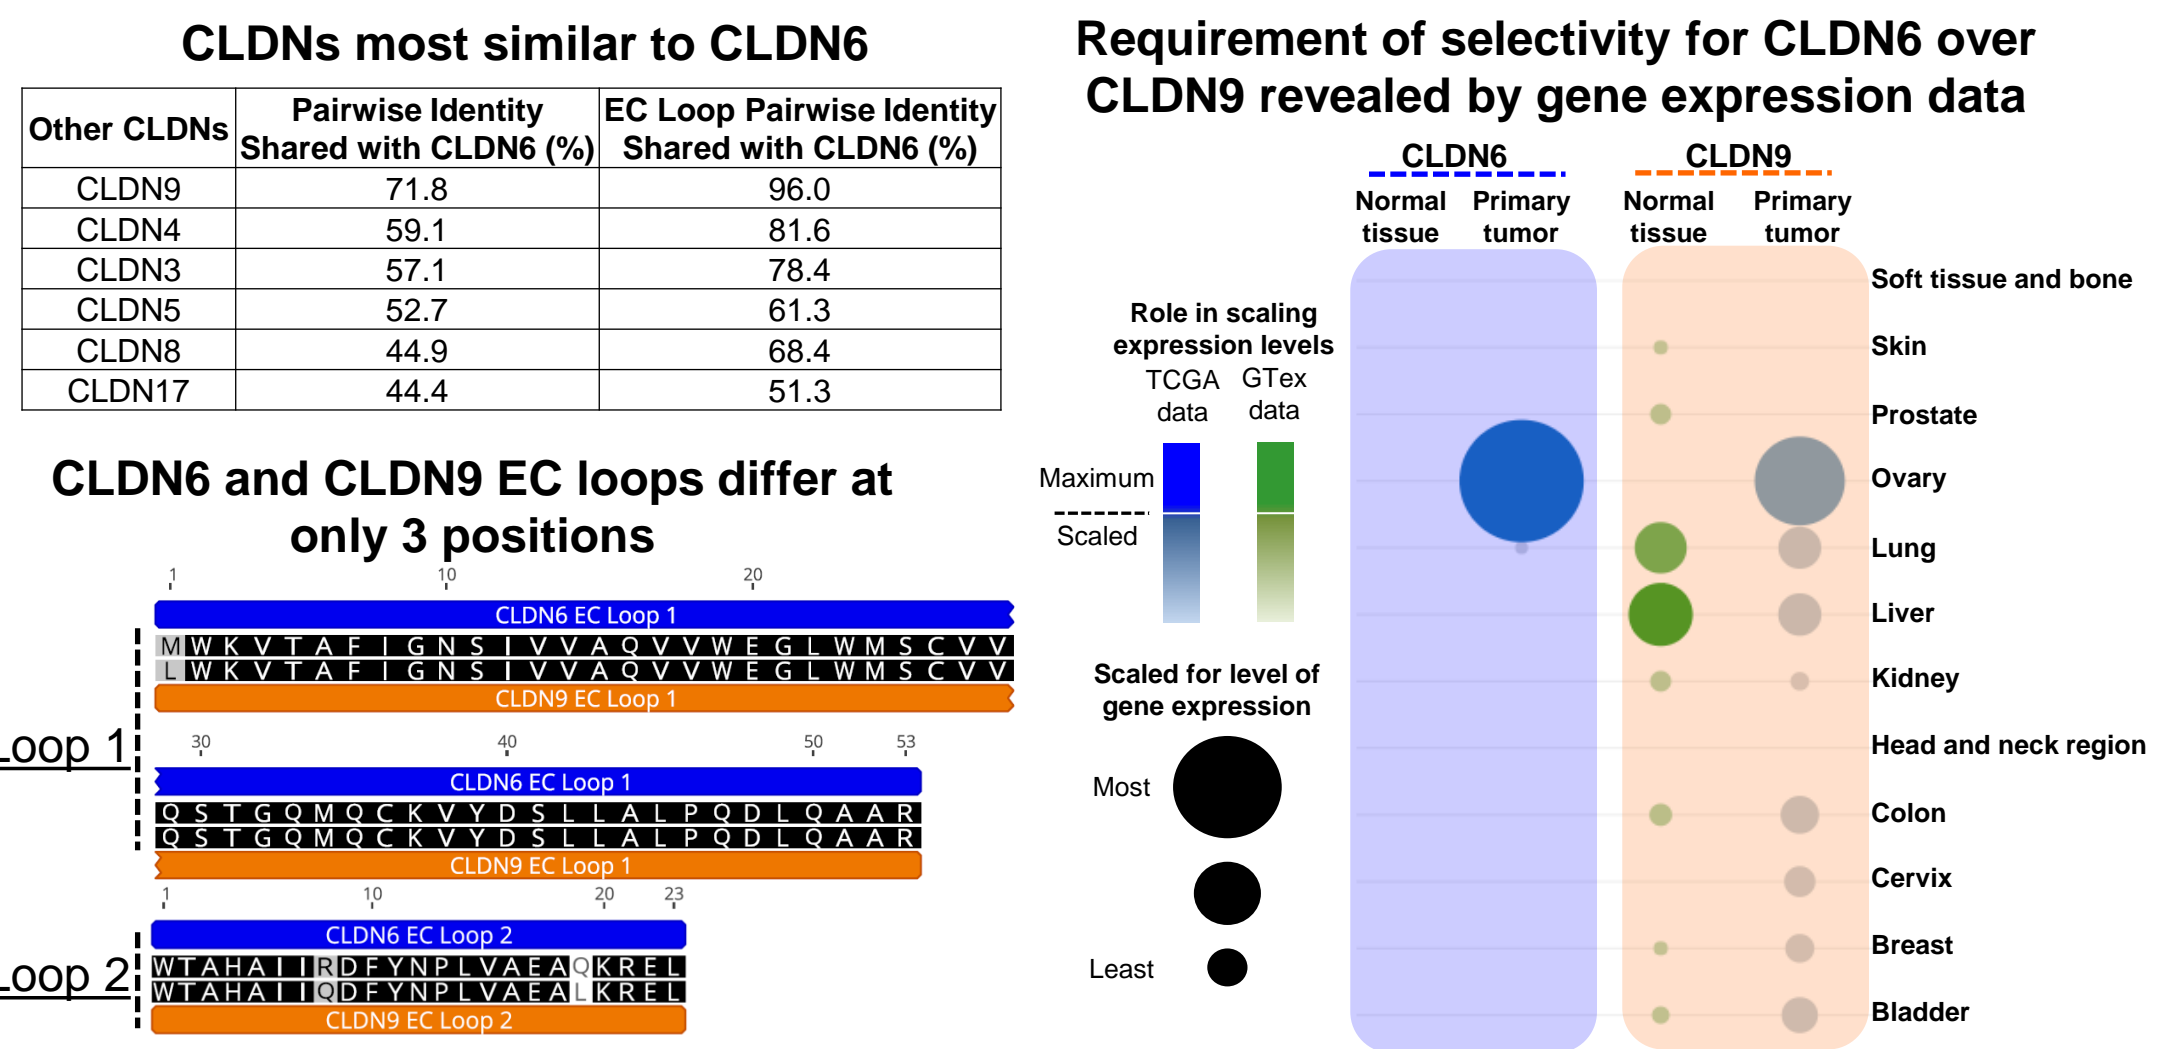 CLDNs most similar to CLDN6
Other CLDNs
Pairwise Identity
Shared with CLDN6 (%)
EC Loop Pairwise Identity
Shared with CLDN6 (%)
CLDN9 71.8 96.0
CLDN4 59.1 81.6
CLDN3 57.1 78.4
CLDN5 52.7 61.3
CLDN8 44.9 68.4
CLDN17 44.4 51.3
CLDN6 and CLDN9 EC loops differ at
only 3 positions
1 10 20
CLDN6 EC Loop 1
M W K V T A F I G N S I V V A Q V V W E G L W M S C V V
L W K V T A F I G N S I V V A Q V V W E G L W M S C V V
CLDN9 EC Loop 1
Loop 1
30 40 50 53
CLDN6 EC Loop 1
Q S T G Q M Q C K V Y D S L L A L P Q D L Q A A R
Q S T G Q M Q C K V Y D S L L A L P Q D L Q A A R
CLDN9 EC Loop 1
1 10 20 23
CLDN6 EC Loop 2
Loop 2
W T A H A I I R D F Y N P L V A E A Q K R E L
W T A H A I I Q D F Y N P L V A E A L K R E L
CLDN9 EC Loop 2
Requirement of selectivity for CLDN6 over
CLDN9 revealed by gene expression data
CLDN6 CLDN9
Normal Primary Normal Primary
tissue tumor tissue tumor
Role in scaling
expression levels
TCGA GTex
data data
Maximum
Scaled
Scaled for level of
gene expression
Most
Least
Soft tissue and bone
Skin
Prostate
Ovary
Lung
Liver
Kidney
Head and neck region
Colon
Cervix
Breast
Bladder